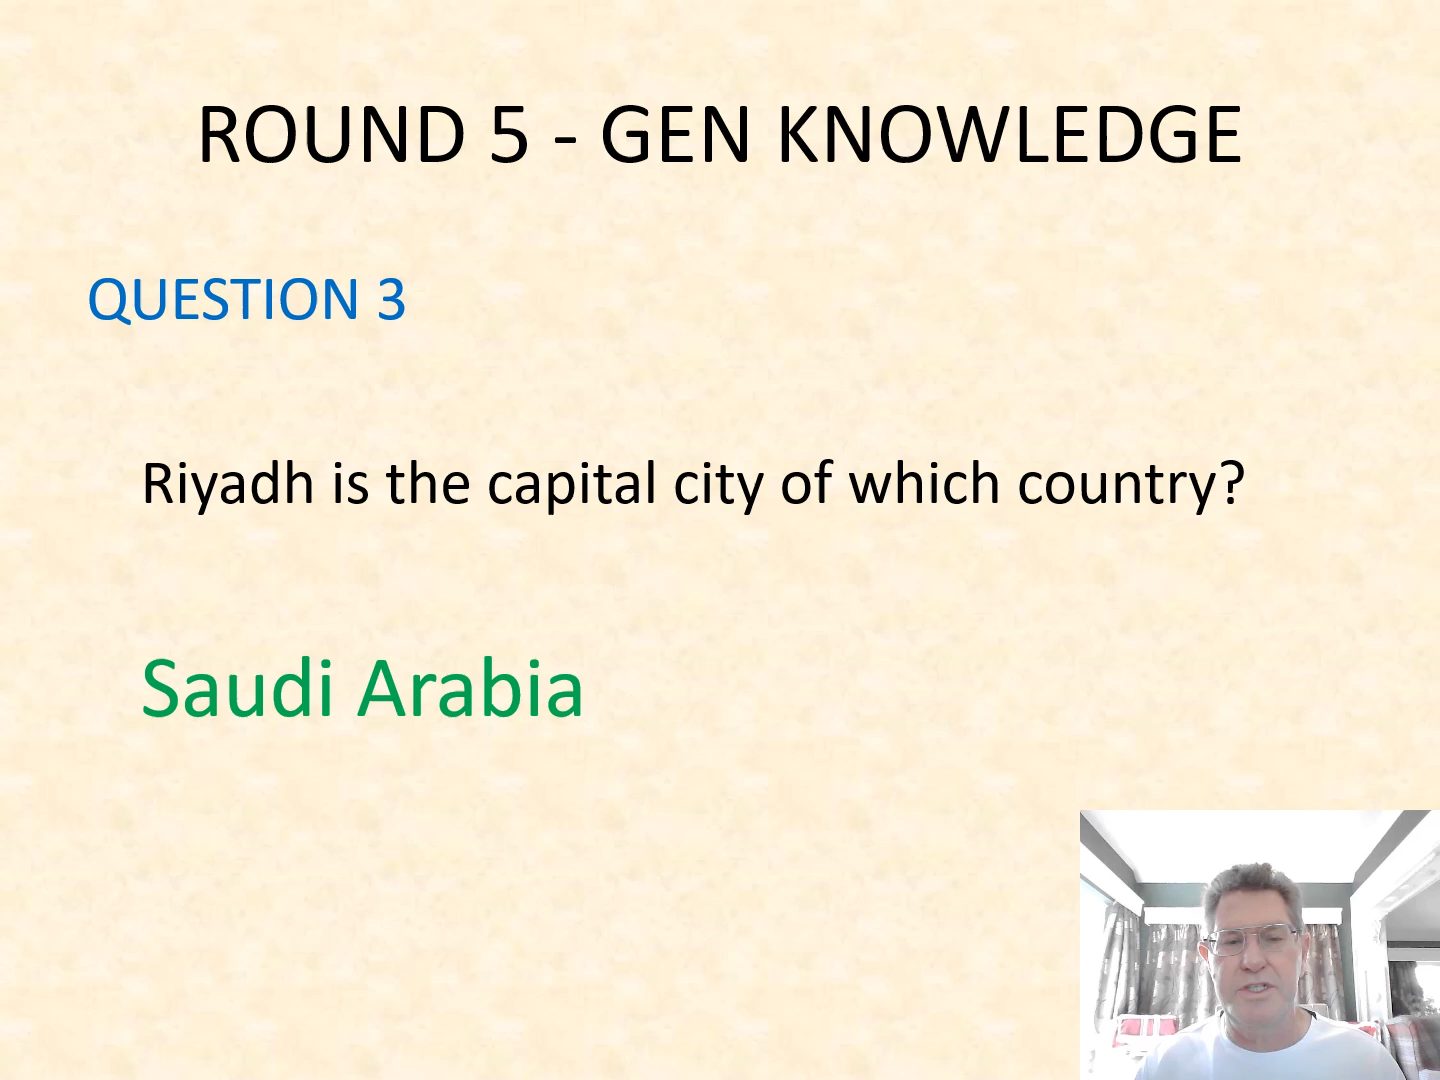 ROUND 5 - GEN KNOWLEDGE
QUESTION 3
Riyadh is the capital city of which country?
Saudi Arabia